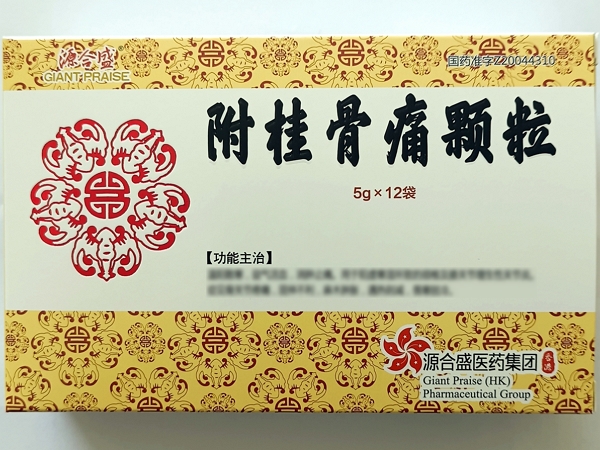 源合盛
GIANT PRAISE
国药准字Z20044310
附桂骨痛颗粒
5g×12袋
【功能主治】
源合盛医药集团
Giant Praise (HK)
Pharmaceutical Group